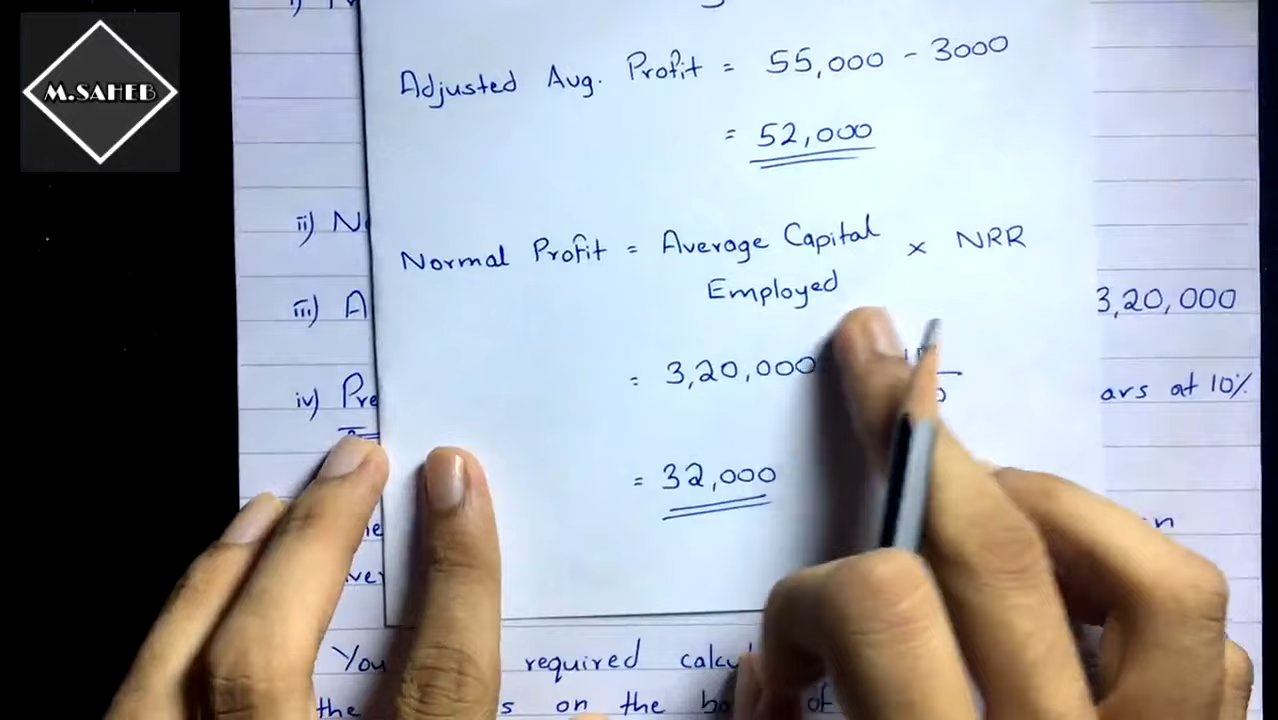 M.SAHEB
Adjusted Avg. Profit = 55,000 - 3000
= 52,000
ii)
Normal Profit = Average Capital × NRR
Employed
iii)
3,20,000
= 3,20,000
iv)
ars at 10%
= 32,000
You required
the on the of